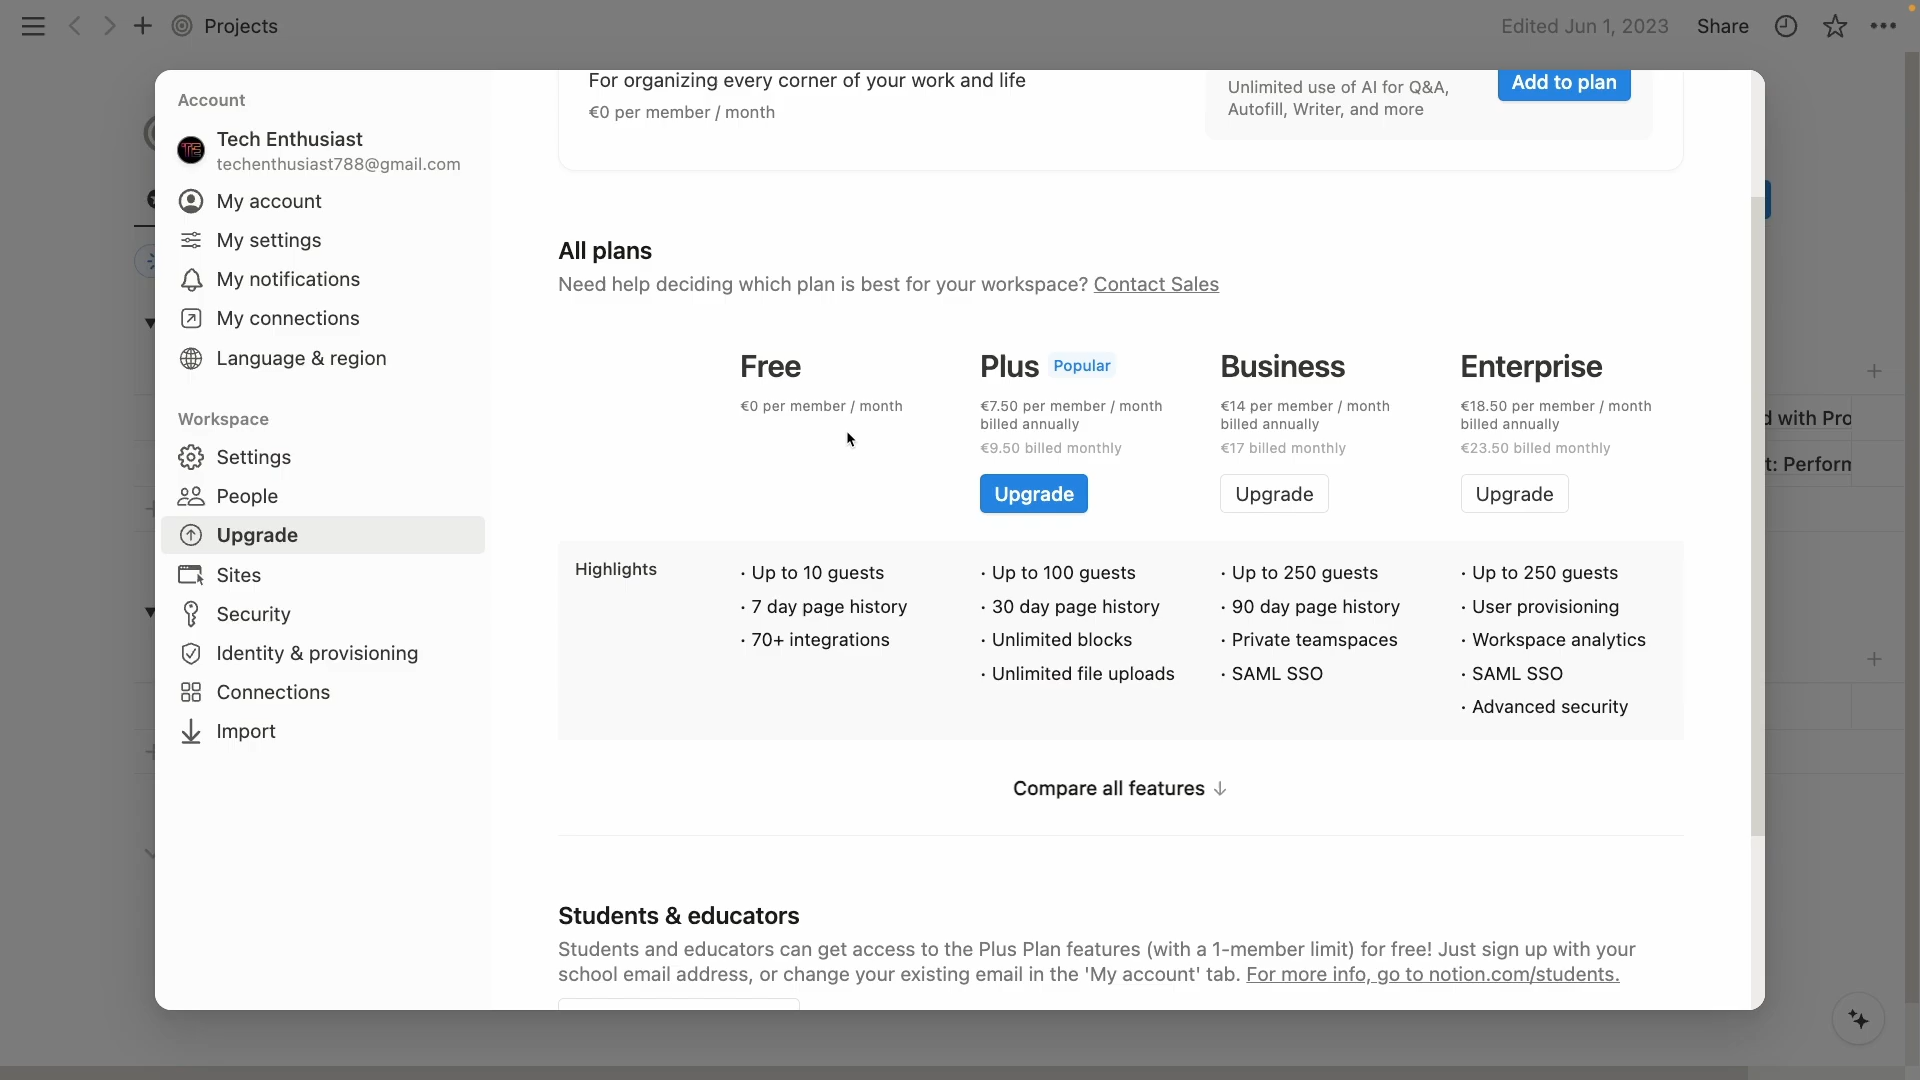 Projects
Edited Jun 1, 2023
Share
Account
TE
Tech Enthusiast
techenthusiast788@gmail.com
My account
My settings
My notifications
My connections
Language & region
Workspace
Settings
People
Upgrade
Sites
Security
Identity & provisioning
Connections
Import
For organizing every corner of your work and life
€0 per member / month
Unlimited use of AI for Q&A,
Autofill, Writer, and more
Add to plan
All plans
Need help deciding which plan is best for your workspace? Contact Sales
Free
€0 per member / month
Plus Popular
€7.50 per member / month
billed annually
€9.50 billed monthly
Upgrade
Business
€14 per member / month
billed annually
€17 billed monthly
Upgrade
Enterprise
€18.50 per member / month
billed annually
€23.50 billed monthly
Upgrade
Highlights
· Up to 10 guests
· 7 day page history
· 70+ integrations
· Up to 100 guests
· 30 day page history
· Unlimited blocks
· Unlimited file uploads
· Up to 250 guests
· 90 day page history
· Private teamspaces
· SAML SSO
· Up to 250 guests
· User provisioning
· Workspace analytics
· SAML SSO
· Advanced security
Compare all features ↓
Students & educators
Students and educators can get access to the Plus Plan features (with a 1-member limit) for free! Just sign up with your
school email address, or change your existing email in the 'My account' tab. For more info, go to notion.com/students.
d with Pro
t: Perform